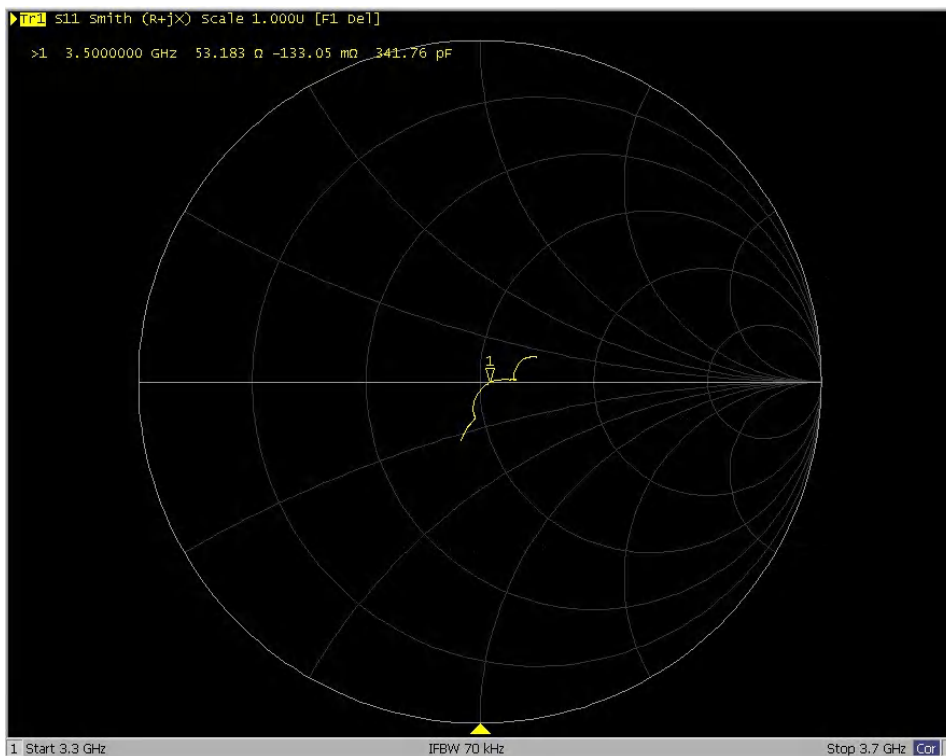 Tr1 S11 Smith (R+jX) Scale 1.000U [F1 Del]
>1 3.5000000 GHz 53.183 Ω -133.05 mΩ 341.76 pF
1
1 Start 3.3 GHz IFBW 70 kHz Stop 3.7 GHz Cor